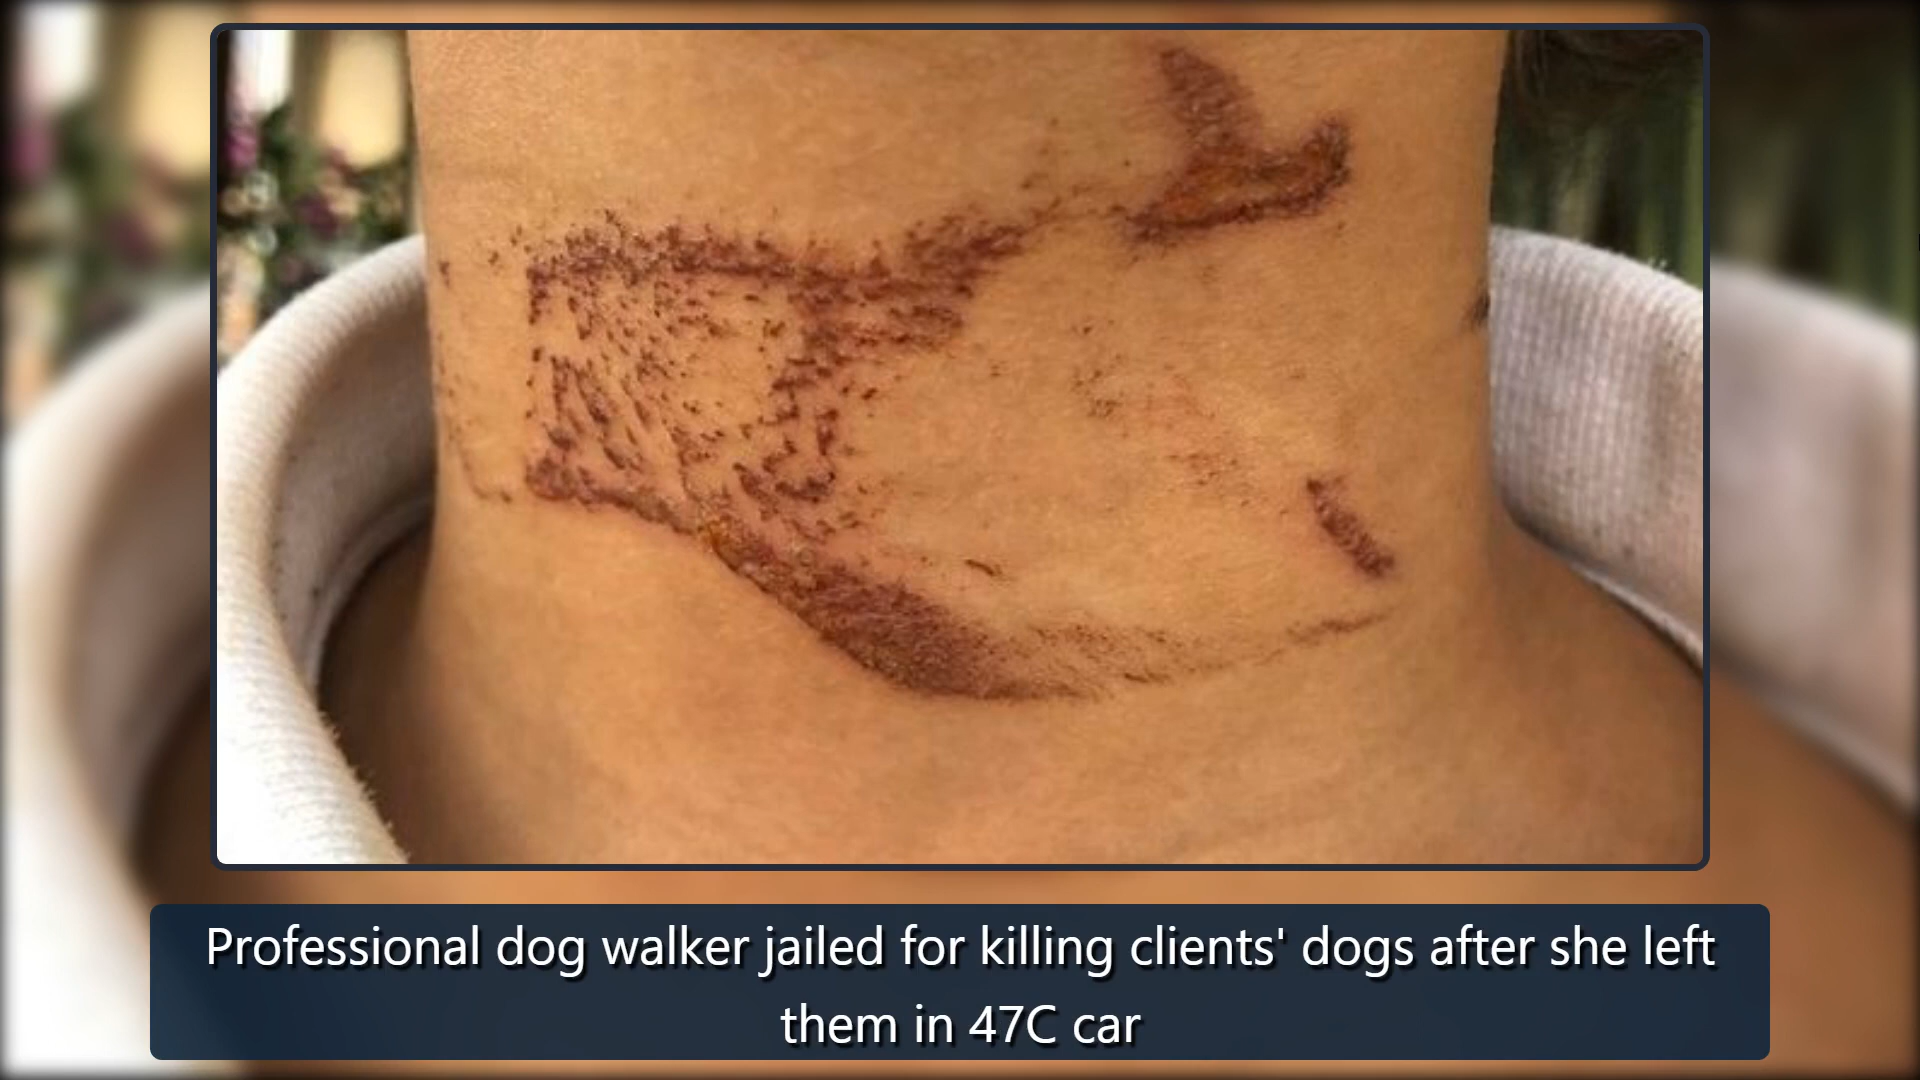 Professional dog walker jailed for killing clients' dogs after she left
them in 47C car